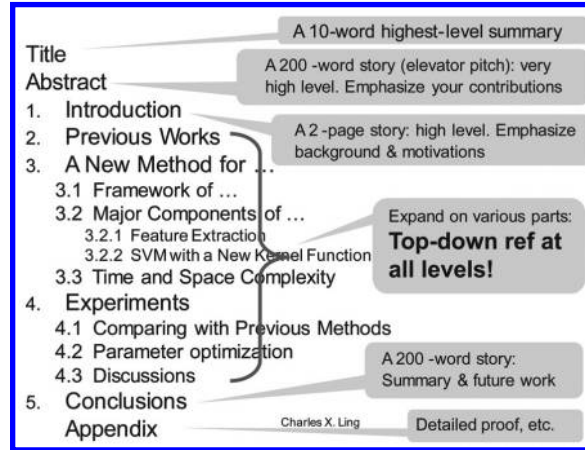 A 10-word highest-level summary
Title
Abstract
A 200 -word story (elevator pitch): very
high level. Emphasize your contributions
1. Introduction
A 2 -page story: high level. Emphasize
background & motivations
2. Previous Works
3. A New Method for ...
3.1 Framework of ...
3.2 Major Components of ...
3.2.1 Feature Extraction
3.2.2 SVM with a New Kernel Function
3.3 Time and Space Complexity
Expand on various parts:
Top-down ref at
all levels!
4. Experiments
4.1 Comparing with Previous Methods
4.2 Parameter optimization
4.3 Discussions
A 200 -word story:
Summary & future work
5. Conclusions
Appendix
Charles X. Ling
Detailed proof, etc.